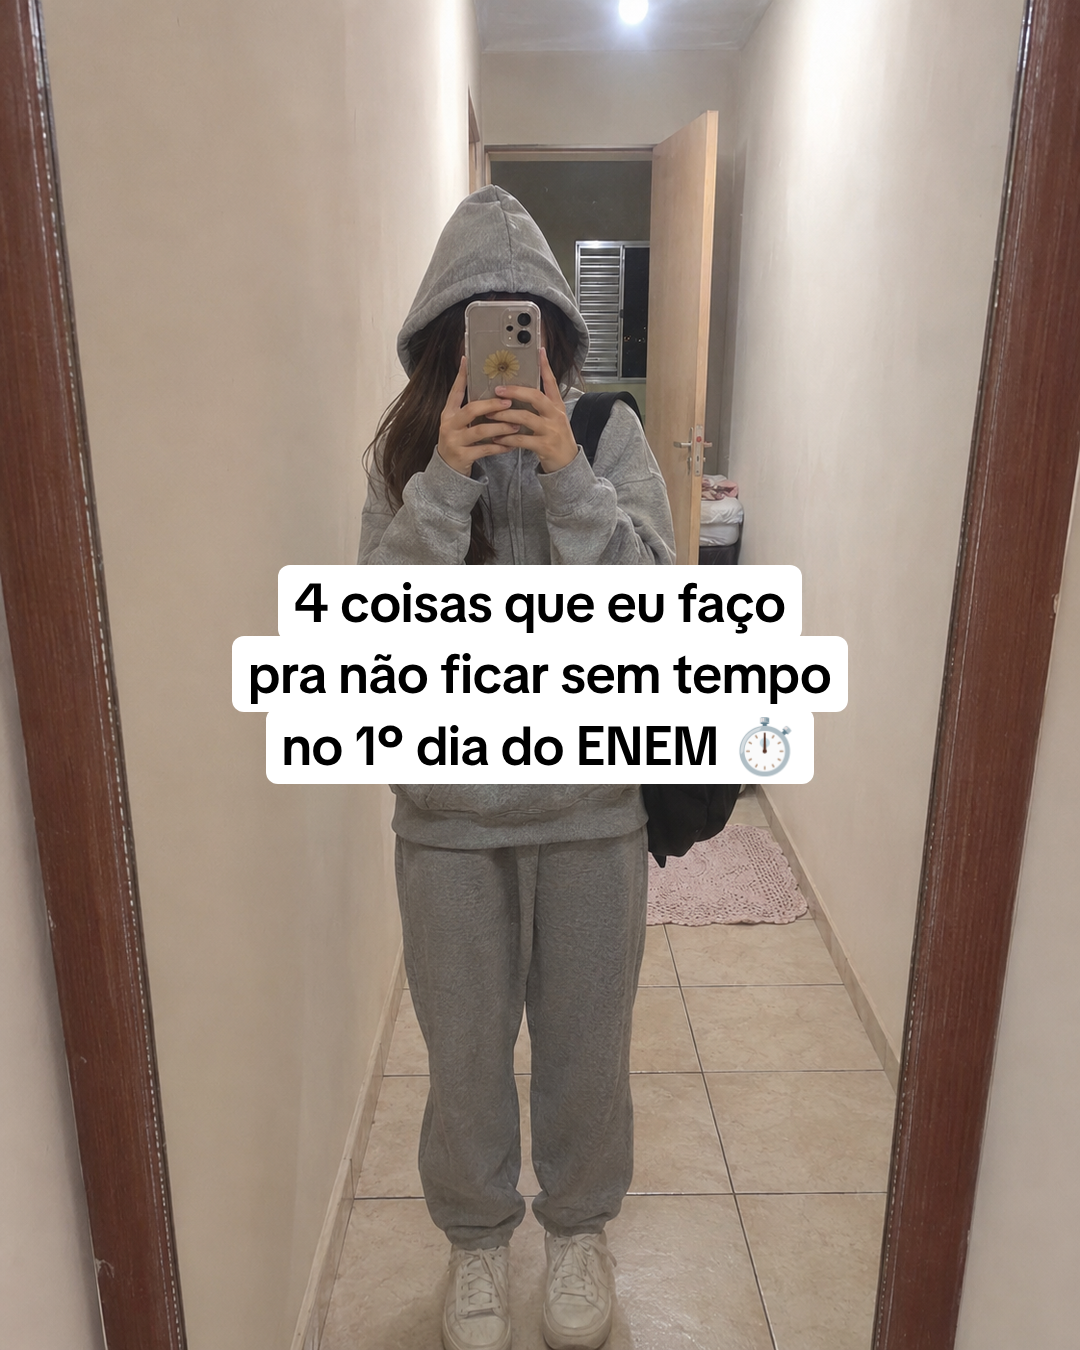 4 coisas que eu faço
pra não ficar sem tempo
no 1º dia do ENEM ⏱️